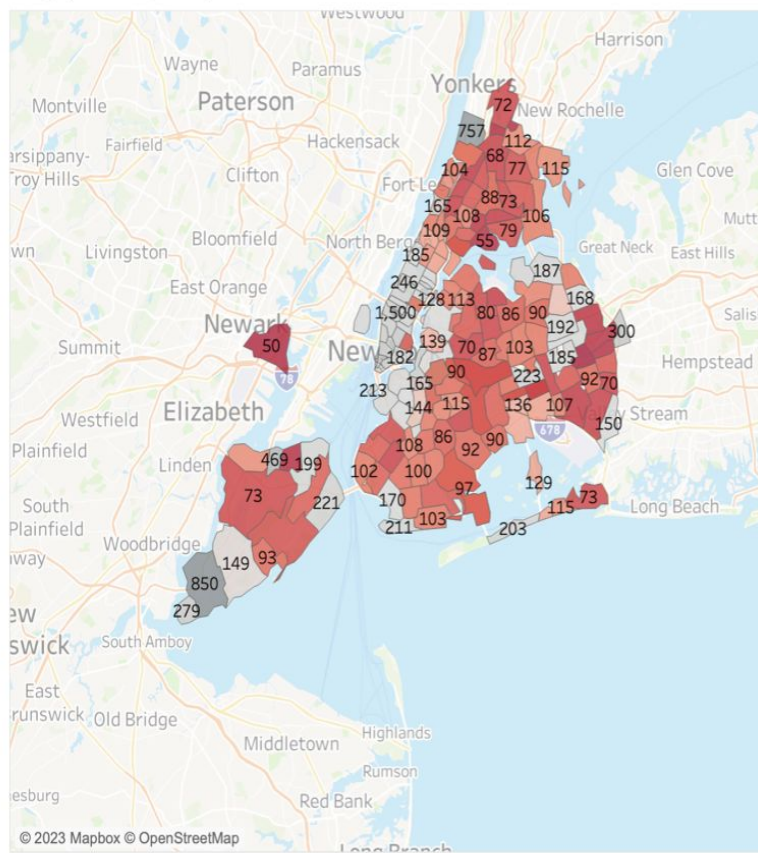 Westwood
Harrison
Wayne
Paramus
Yonkers
Montville
Paterson
72
New Rochelle
757
112
Fairfield
Hackensack
68
arsippany-
Troy Hills
104
77
115
Glen Cove
Clifton
Fort Le
88
73
165
108
106
Mutt
109
79
Bloomfield
North Berg
55
wn
Livingston
185
Great Neck
East Hills
187
East Orange
246
128
113
168
1,500
80
86
90
Salis
Newark
192
300
50
139
New
70
103
Summit
182
87
185
Hempstead
78
90
223
92
70
213
165
Elizabeth
144
115
136
107
y Stream
150
Westfield
678
108
86
90
Plainfield
469
199
92
Linden
102
100
129
73
97
73
South
Plainfield
221
170
115
Long Beach
103
211
203
Woodbridge
away
93
149
850
279
ew
swick
South Amboy
East
runswick
Old Bridge
Highlands
Middletown
Rumson
esburg
Red Bank
© 2023 Mapbox © OpenStreetMap
Long Branch